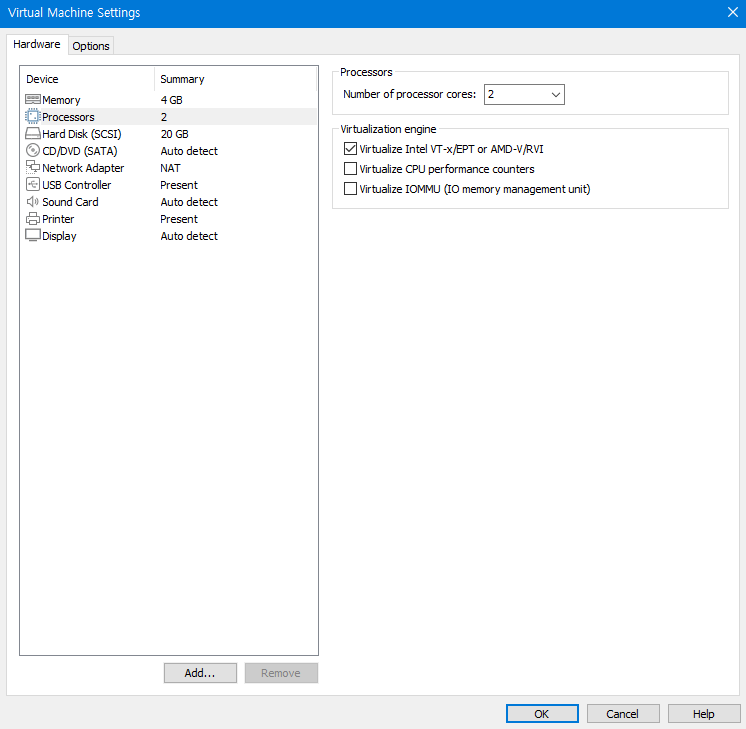 Virtual Machine Settings
Hardware Options
Device Summary
Memory 4 GB
Processors 2
Hard Disk (SCSI) 20 GB
CD/DVD (SATA) Auto detect
Network Adapter NAT
USB Controller Present
Sound Card Auto detect
Printer Present
Display Auto detect
Add... Remove
Processors
Number of processor cores: 2
Virtualization engine
Virtualize Intel VT-x/EPT or AMD-V/RVI
Virtualize CPU performance counters
Virtualize IOMMU (IO memory management unit)
OK Cancel Help